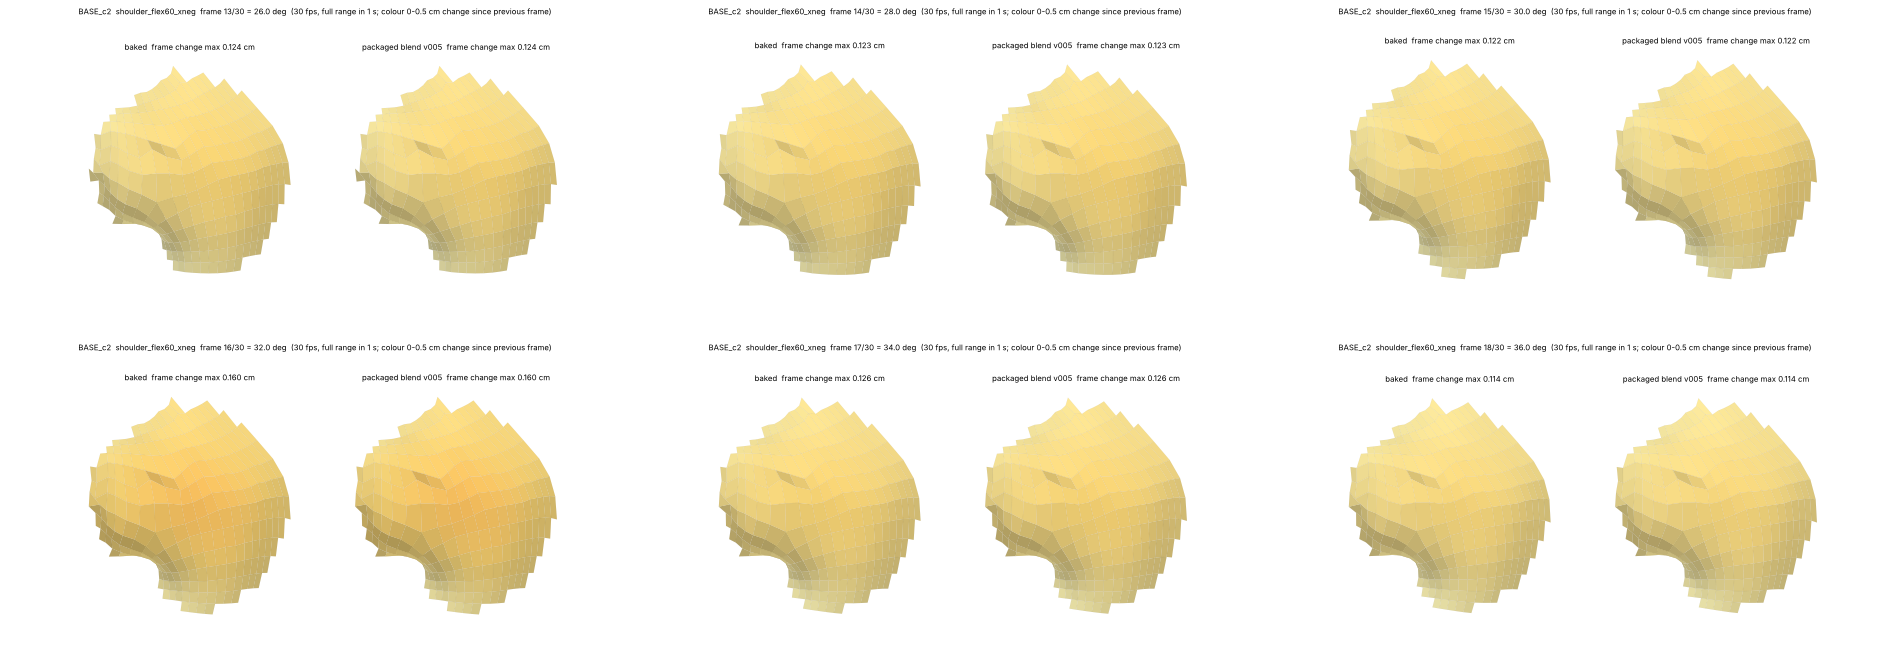 BASE_c2 shoulder_flex60_xneg frame 13/30 = 26.0 deg (30 fps, full range in 1 s; colour 0-0.5 cm change since previous frame)
baked frame change max 0.124 cm
packaged blend v005 frame change max 0.124 cm
BASE_c2 shoulder_flex60_xneg frame 14/30 = 28.0 deg (30 fps, full range in 1 s; colour 0-0.5 cm change since previous frame)
baked frame change max 0.123 cm
packaged blend v005 frame change max 0.123 cm
BASE_c2 shoulder_flex60_xneg frame 15/30 = 30.0 deg (30 fps, full range in 1 s; colour 0-0.5 cm change since previous frame)
baked frame change max 0.122 cm
packaged blend v005 frame change max 0.122 cm
BASE_c2 shoulder_flex60_xneg frame 16/30 = 32.0 deg (30 fps, full range in 1 s; colour 0-0.5 cm change since previous frame)
baked frame change max 0.160 cm
packaged blend v005 frame change max 0.160 cm
BASE_c2 shoulder_flex60_xneg frame 17/30 = 34.0 deg (30 fps, full range in 1 s; colour 0-0.5 cm change since previous frame)
baked frame change max 0.126 cm
packaged blend v005 frame change max 0.126 cm
BASE_c2 shoulder_flex60_xneg frame 18/30 = 36.0 deg (30 fps, full range in 1 s; colour 0-0.5 cm change since previous frame)
baked frame change max 0.114 cm
packaged blend v005 frame change max 0.114 cm